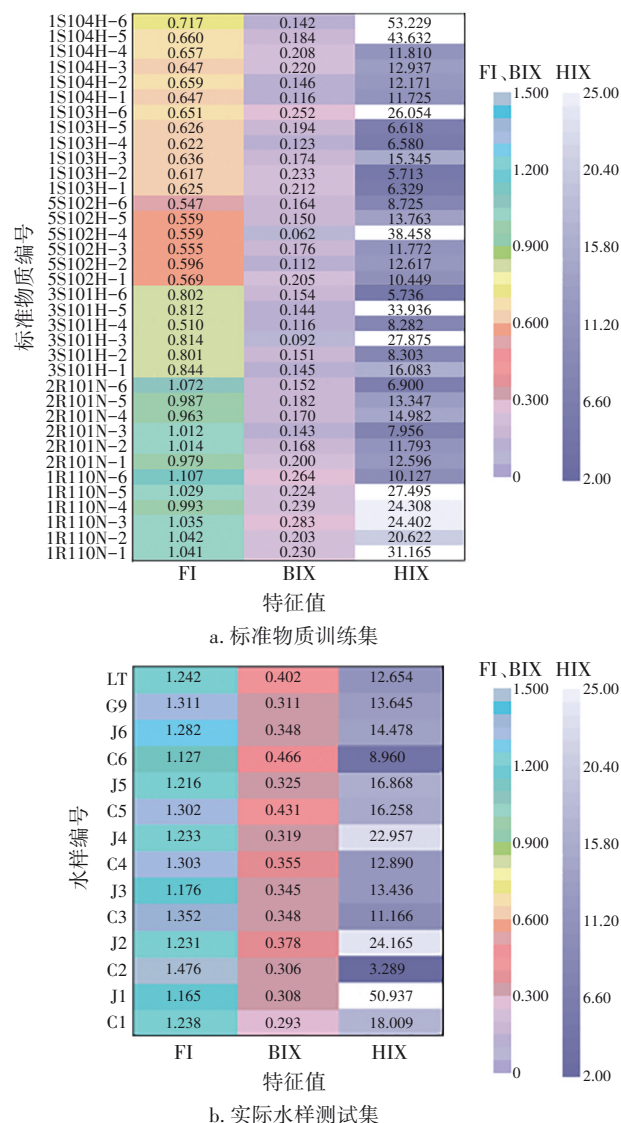 1S104H-6 0.717 0.142 53.229
1S104H-5 0.660 0.184 43.632
1S104H-4 0.657 0.208 11.810
1S104H-3 0.647 0.220 12.937
1S104H-2 0.659 0.146 12.171
1S104H-1 0.647 0.116 11.725
1S103H-6 0.651 0.252 26.054
1S103H-5 0.626 0.194 6.618
1S103H-4 0.622 0.123 6.580
1S103H-3 0.636 0.174 15.345
1S103H-2 0.617 0.233 5.713
1S103H-1 0.625 0.212 6.329
5S102H-6 0.547 0.164 8.725
5S102H-5 0.559 0.150 13.763
5S102H-4 0.559 0.062 38.458
5S102H-3 0.555 0.176 11.772
5S102H-2 0.596 0.112 12.617
5S102H-1 0.569 0.205 10.449
3S101H-6 0.802 0.154 5.736
3S101H-5 0.812 0.144 33.936
3S101H-4 0.510 0.116 8.282
3S101H-3 0.814 0.092 27.875
3S101H-2 0.801 0.151 8.303
3S101H-1 0.844 0.145 16.083
2R101N-6 1.072 0.152 6.900
2R101N-5 0.987 0.182 13.347
2R101N-4 0.963 0.170 14.982
2R101N-3 1.012 0.143 7.956
2R101N-2 1.014 0.168 11.793
2R101N-1 0.979 0.200 12.596
1R110N-6 1.107 0.264 10.127
1R110N-5 1.029 0.224 27.495
1R110N-4 0.993 0.239 24.308
1R110N-3 1.035 0.283 24.402
1R110N-2 1.042 0.203 20.622
1R110N-1 1.041 0.230 31.165
标准物质编号
FI BIX HIX
特征值
FI、BIX HIX
1.500 25.00
1.200 20.40
0.900 15.80
0.600 11.20
0.300 6.60
0 2.00
a. 标准物质训练集
LT 1.242 0.402 12.654
G9 1.311 0.311 13.645
J6 1.282 0.348 14.478
C6 1.127 0.466 8.960
J5 1.216 0.325 16.868
C5 1.302 0.431 16.258
J4 1.233 0.319 22.957
C4 1.303 0.355 12.890
J3 1.176 0.345 13.436
C3 1.352 0.348 11.166
J2 1.231 0.378 24.165
C2 1.476 0.306 3.289
J1 1.165 0.308 50.937
C1 1.238 0.293 18.009
水样编号
FI BIX HIX
特征值
FI、BIX HIX
1.500 25.00
1.200 20.40
0.900 15.80
0.600 11.20
0.300 6.60
0 2.00
b. 实际水样测试集